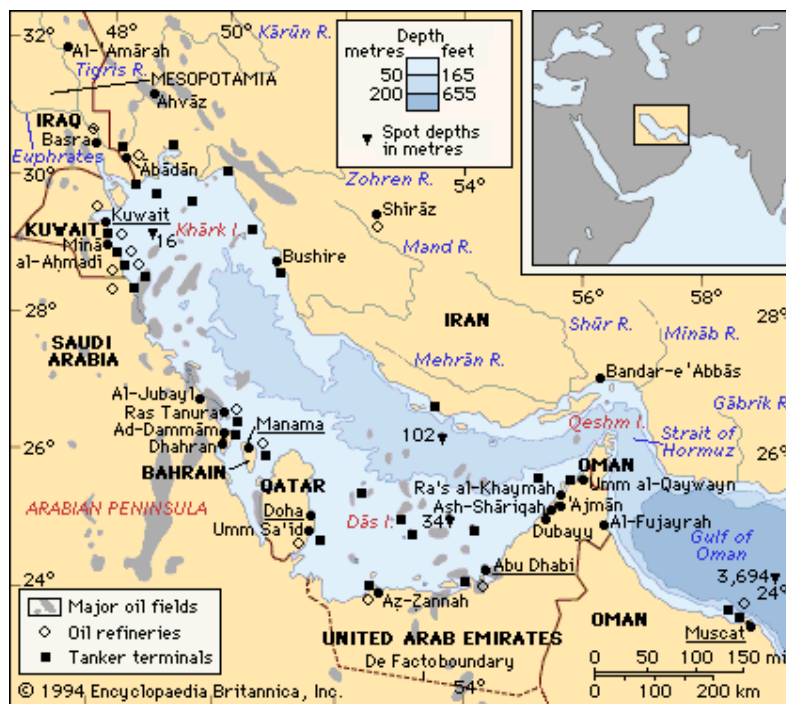 48°
50°
Depth
metres feet
50 165
200 655
Spot depths
in metres
32°
Al-'Amārah
Kārūn R.
Tigris R.
MESOPOTAMIA
Ahvāz
IRAQ
Basra
Euphrates
Ābādān
30°
54°
Zohren R.
Shīrāz
Kuwait
KUWAIT
Khārk I.
16
Mand R.
Minā
al-Aḥmadī
Bushire
56°
58°
28°
28°
IRAN
Shūr R.
Mīnāb R.
SAUDI
ARABIA
Mehrān R.
Bandar-e 'Abbās
Al-Jubayl
Gābrīk R.
Ras Tanura
Qeshm I.
Ad-Dammām
Manama
102
Strait of
Hormuz
Dhahran
26°
26°
BAHRAIN
OMAN
QATAR
Ra's al-Khaymah
Umm al-Qaywayn
ARABIAN PENINSULA
Doha
Dās I.
Ash-Shāriqah
'Ajmān
34
Umm Sa'īd
Dubayy
Al-Fujayrah
Gulf of
Oman
Abu Dhabi
3,694
24°
24°
Aẓ-Ẓannah
Major oil fields
Oil refineries
Tanker terminals
UNITED ARAB EMIRATES
OMAN
Muscat
De Facto boundary
0 50 100 150 mi
0 100 200 km
© 1994 Encyclopaedia Britannica, Inc.
54°